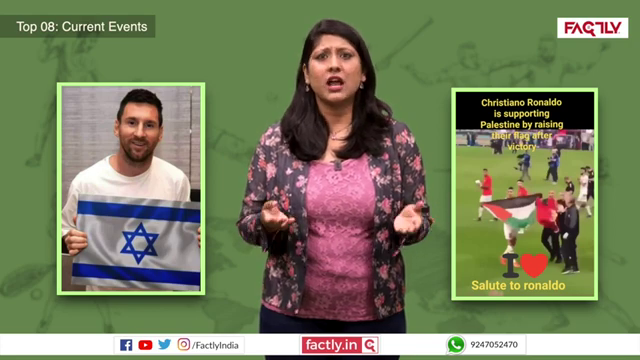 Top 08: Current Events
FACTLY
Christiano Ronaldo
is supporting
Palestine by raising
their flag after
victory
I
Salute to ronaldo
/FactlyIndia
factly.in
9247052470